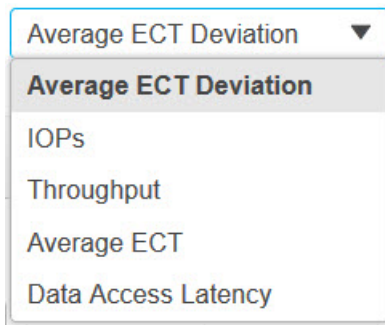 Average ECT Deviation
Average ECT Deviation
IOPs
Throughput
Average ECT
Data Access Latency